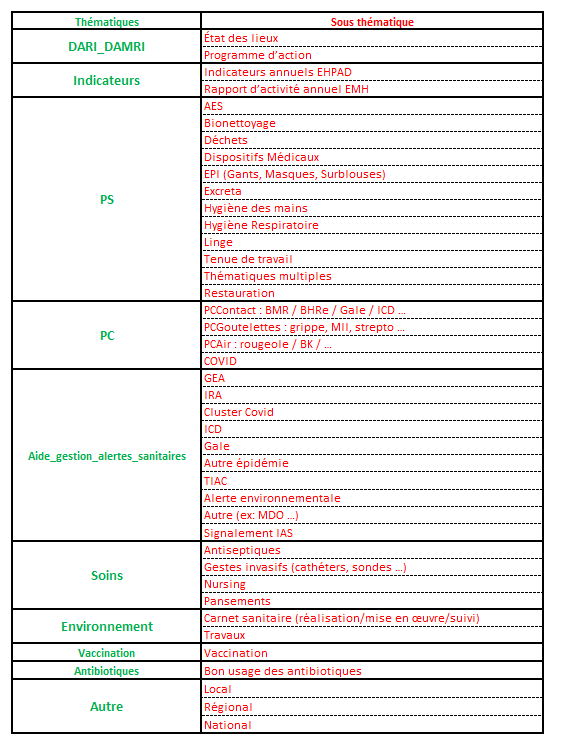 Thématiques Sous thématique
DARI_DAMRI
État des lieux
Programme d’action
Indicateurs
Indicateurs annuels EHPAD
Rapport d’activité annuel EMH
PS
AES
Bionettoyage
Déchets
Dispositifs Médicaux
EPI (Gants, Masques, Surblouses)
Excreta
Hygiène des mains
Hygiène Respiratoire
Linge
Tenue de travail
Thématiques multiples
Restauration
PC
PCContact : BMR / BHRe / Gale / ICD ...
PCGoutelettes : grippe, MII, strepto ...
PCAir : rougeole / BK / ...
COVID
Aide_gestion_alertes_sanitaires
GEA
IRA
Cluster Covid
ICD
Gale
Autre épidémie
TIAC
Alerte environnementale
Autre (ex: MDO ...)
Signalement IAS
Soins
Antiseptiques
Gestes invasifs (cathéters, sondes ...)
Nursing
Pansements
Environnement
Carnet sanitaire (réalisation/mise en œuvre/suivi)
Travaux
Vaccination Vaccination
Antibiotiques Bon usage des antibiotiques
Autre
Local
Régional
National